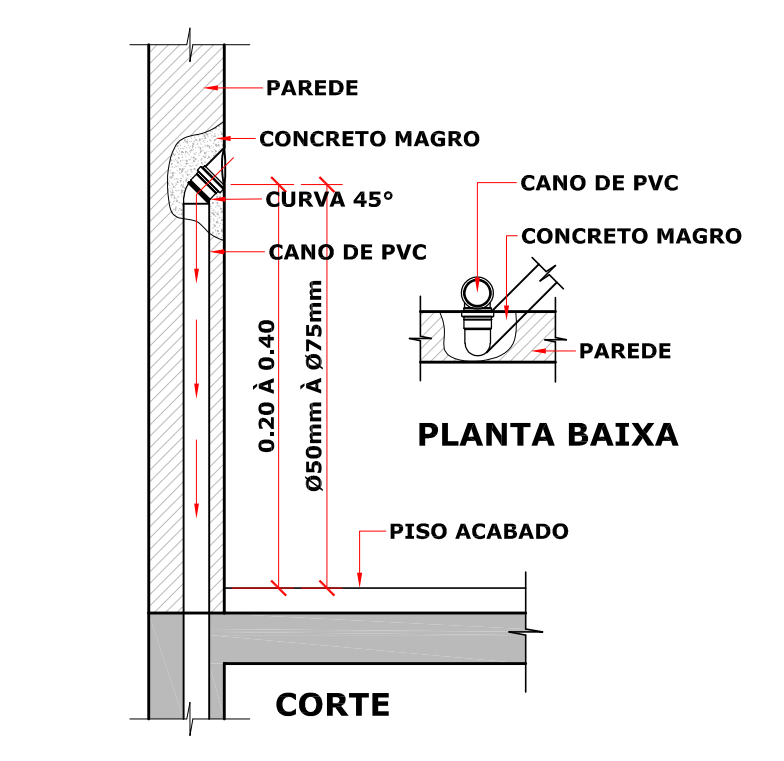 PAREDE
CONCRETO MAGRO
CURVA 45°
CANO DE PVC
0.20 À 0.40
Ø50mm À Ø75mm
PISO ACABADO
CORTE
CANO DE PVC
CONCRETO MAGRO
PAREDE
PLANTA BAIXA